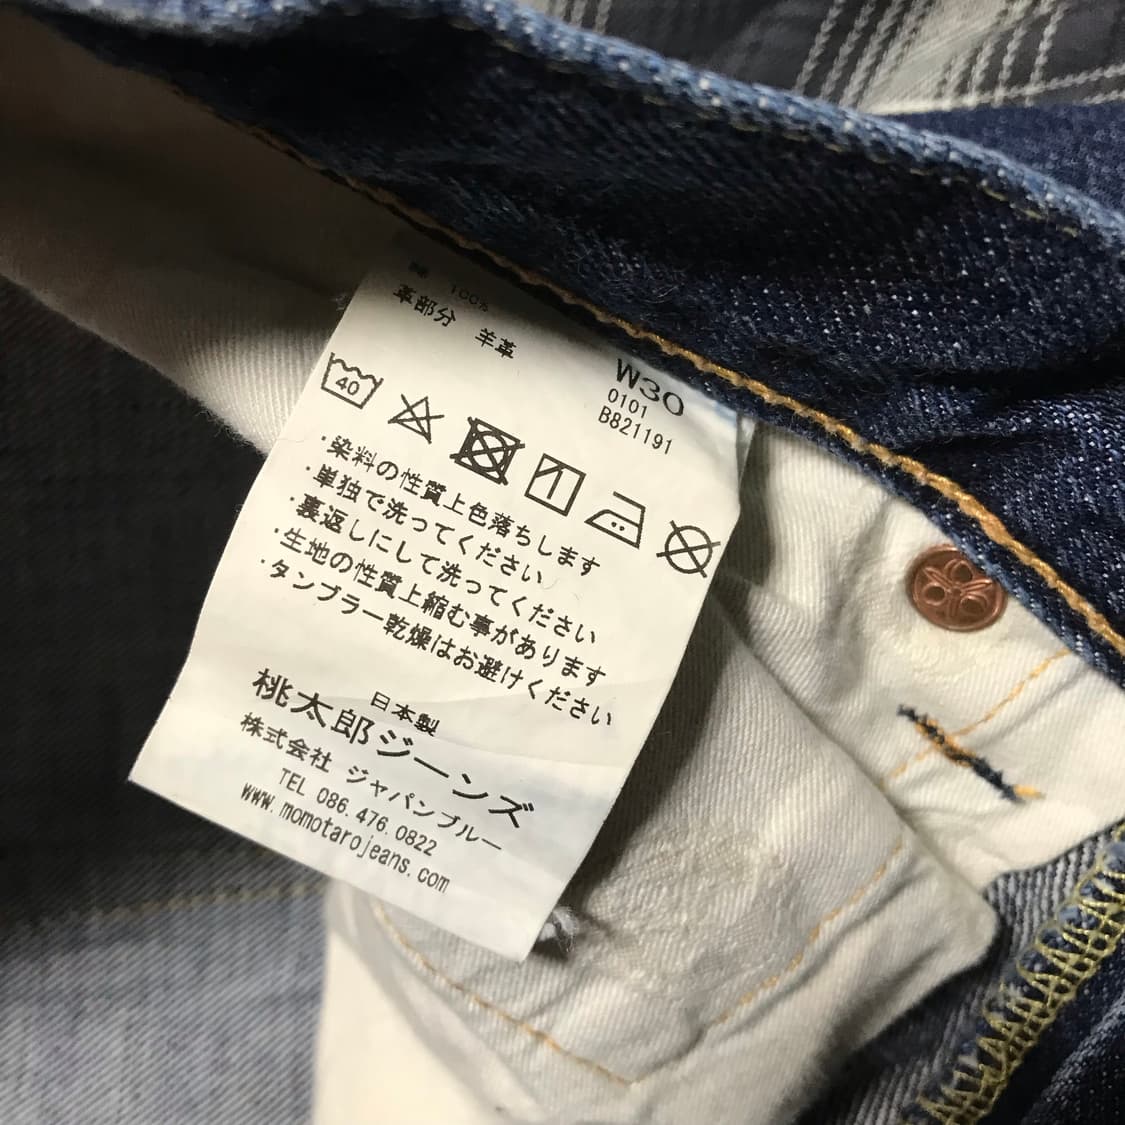 綿 100%
革部分 羊革
W30
0101
B821191
40
・染料の性質上色落ちします
・単独で洗ってください
・裏返しにして洗ってください
・生地の性質上縮む事があります
・タンブラー乾燥はお避けください
日本製
桃太郎ジーンズ
株式会社 ジャパンブルー
TEL 086.476.0822
www.momotarojeans.com